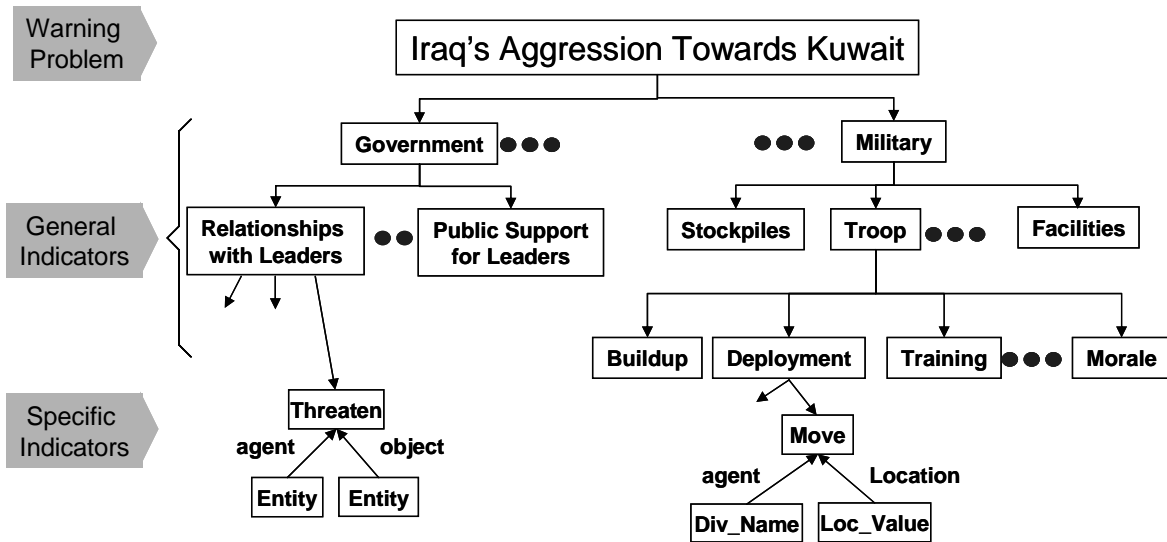 Warning
Problem
Iraq's Aggression Towards Kuwait
Government
Military
General
Indicators
Relationships
with Leaders
Public Support
for Leaders
Stockpiles
Troop
Facilities
Buildup
Deployment
Training
Morale
Specific
Indicators
Threaten
agent
object
Entity
Entity
Move
agent
Location
Div_Name
Loc_Value